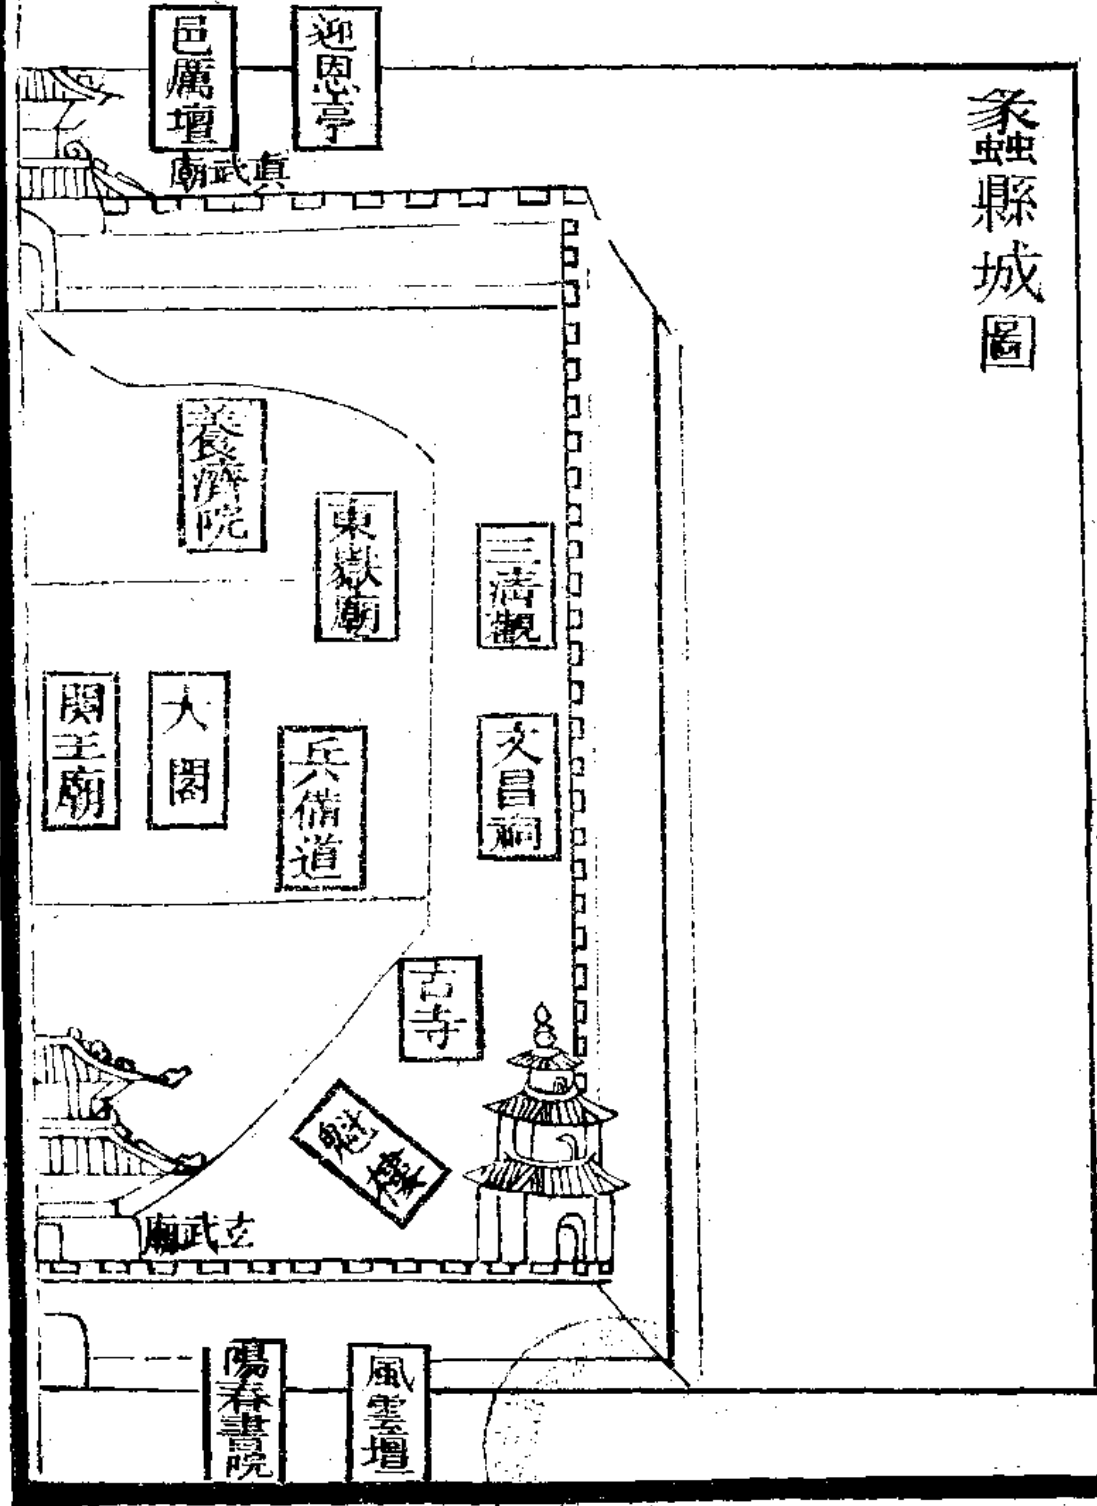 蠡縣城圖
迎恩亭
邑厲壇
真武廟
養濟院
東嶽廟
三清觀
関王廟
大閣
兵備道
文昌祠
古寺
魁樓
玄武廟
風雲壇
陽春書院